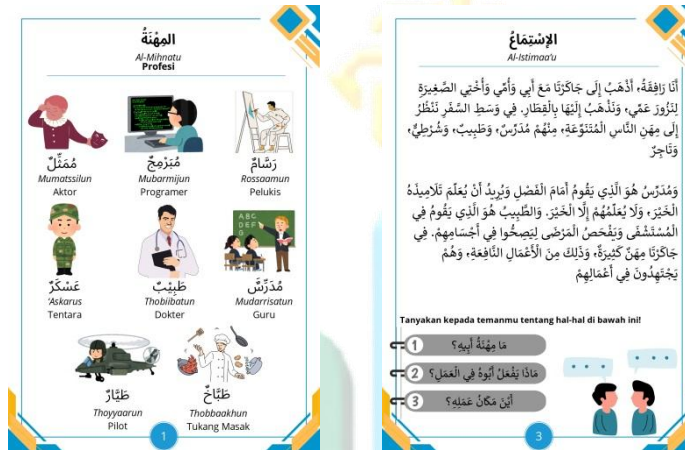 المِهْنَةُ
Al-Mihnatu
Profesi
مُمَثِّلٌ
Mumatssilun
Aktor
مُبَرْمِجٌ
Mubarmijun
Programer
رَسَّامٌ
Rossaamun
Pelukis
ABC
DEF
G
عَسْكَرٌ
'Askarus
Tentara
طَبِيْبٌ
Thobiibatun
Dokter
مُدَرِّسٌ
Mudarrisatun
Guru
طَيَّارٌ
Thoyyaarun
Pilot
طَبَّاخٌ
Thobbaakhun
Tukang Masak
1
الإسْتِمَاعُ
Al-Istimaa'u
أَنَا رَافِقَةُ، أَذْهَبُ إِلَى جَاكَرْتَا مَعَ أَبِي وَأُمِّي وَأُخْتِي الصَّغِيرَةِ
لِنَزُورَ عَمِّي، وَنَذْهَبُ إِلَيْهَا بِالْقِطَارِ. فِي وَسَطِ السَّفَرِ نَنْظُرُ
إِلَى مِهَنِ النَّاسِ الْمُتَنَوِّعَةِ، مِنْهُمْ مُدَرِّسٌ، وَطَبِيبٌ، وَشُرْطِيٌّ،
وَتَاجِرٌ
وَمُدَرِّسٌ هُوَ الَّذِي يَقُومُ أَمَامَ الْفَصْلِ وَيُرِيدُ أَنْ يُعَلِّمَ تَلَامِيذَهُ
الْخَيْرَ، وَلَا يُعَلِّمُهُمْ إِلَّا الْخَيْرَ. وَالطَّبِيبُ هُوَ الَّذِي يَقُومُ فِي
الْمُسْتَشْفَى وَيَفْحَصُ الْمَرْضَى لِيَصِحُّوا فِي أَجْسَامِهِمْ. فِي
جَاكَرْتَا مِهَنٌ كَثِيرَةٌ، وَذَلِكَ مِنَ الْأَعْمَالِ النَّافِعَةِ، وَهُمْ
يَجْتَهِدُونَ فِي أَعْمَالِهِمْ
Tanyakan kepada temanmu tentang hal-hal di bawah ini!
1 مَا مِهْنَةُ أَبِيهِ؟
2 مَاذَا يَفْعَلُ أَبُوهُ فِي الْعَمَلِ؟
3 أَيْنَ مَكَانُ عَمَلِهِ؟
3